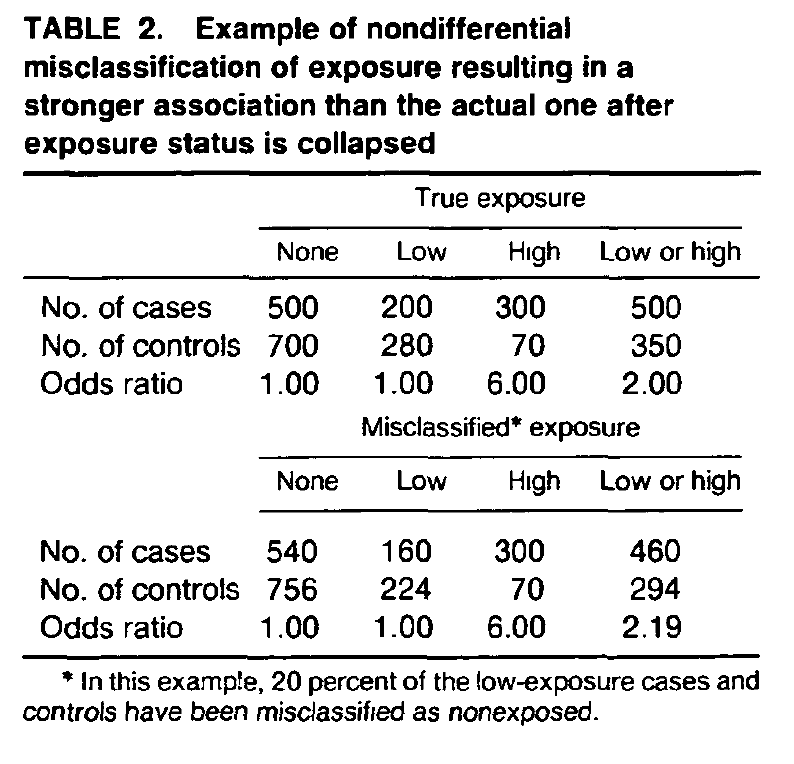 TABLE 2. Example of nondifferential
misclassification of exposure resulting in a
stronger association than the actual one after
exposure status is collapsed
True exposure
None Low High Low or high
No. of cases 500 200 300 500
No. of controls 700 280 70 350
Odds ratio 1.00 1.00 6.00 2.00
Misclassified* exposure
None Low High Low or high
No. of cases 540 160 300 460
No. of controls 756 224 70 294
Odds ratio 1.00 1.00 6.00 2.19
* In this example, 20 percent of the low-exposure cases and
controls have been misclassified as nonexposed.